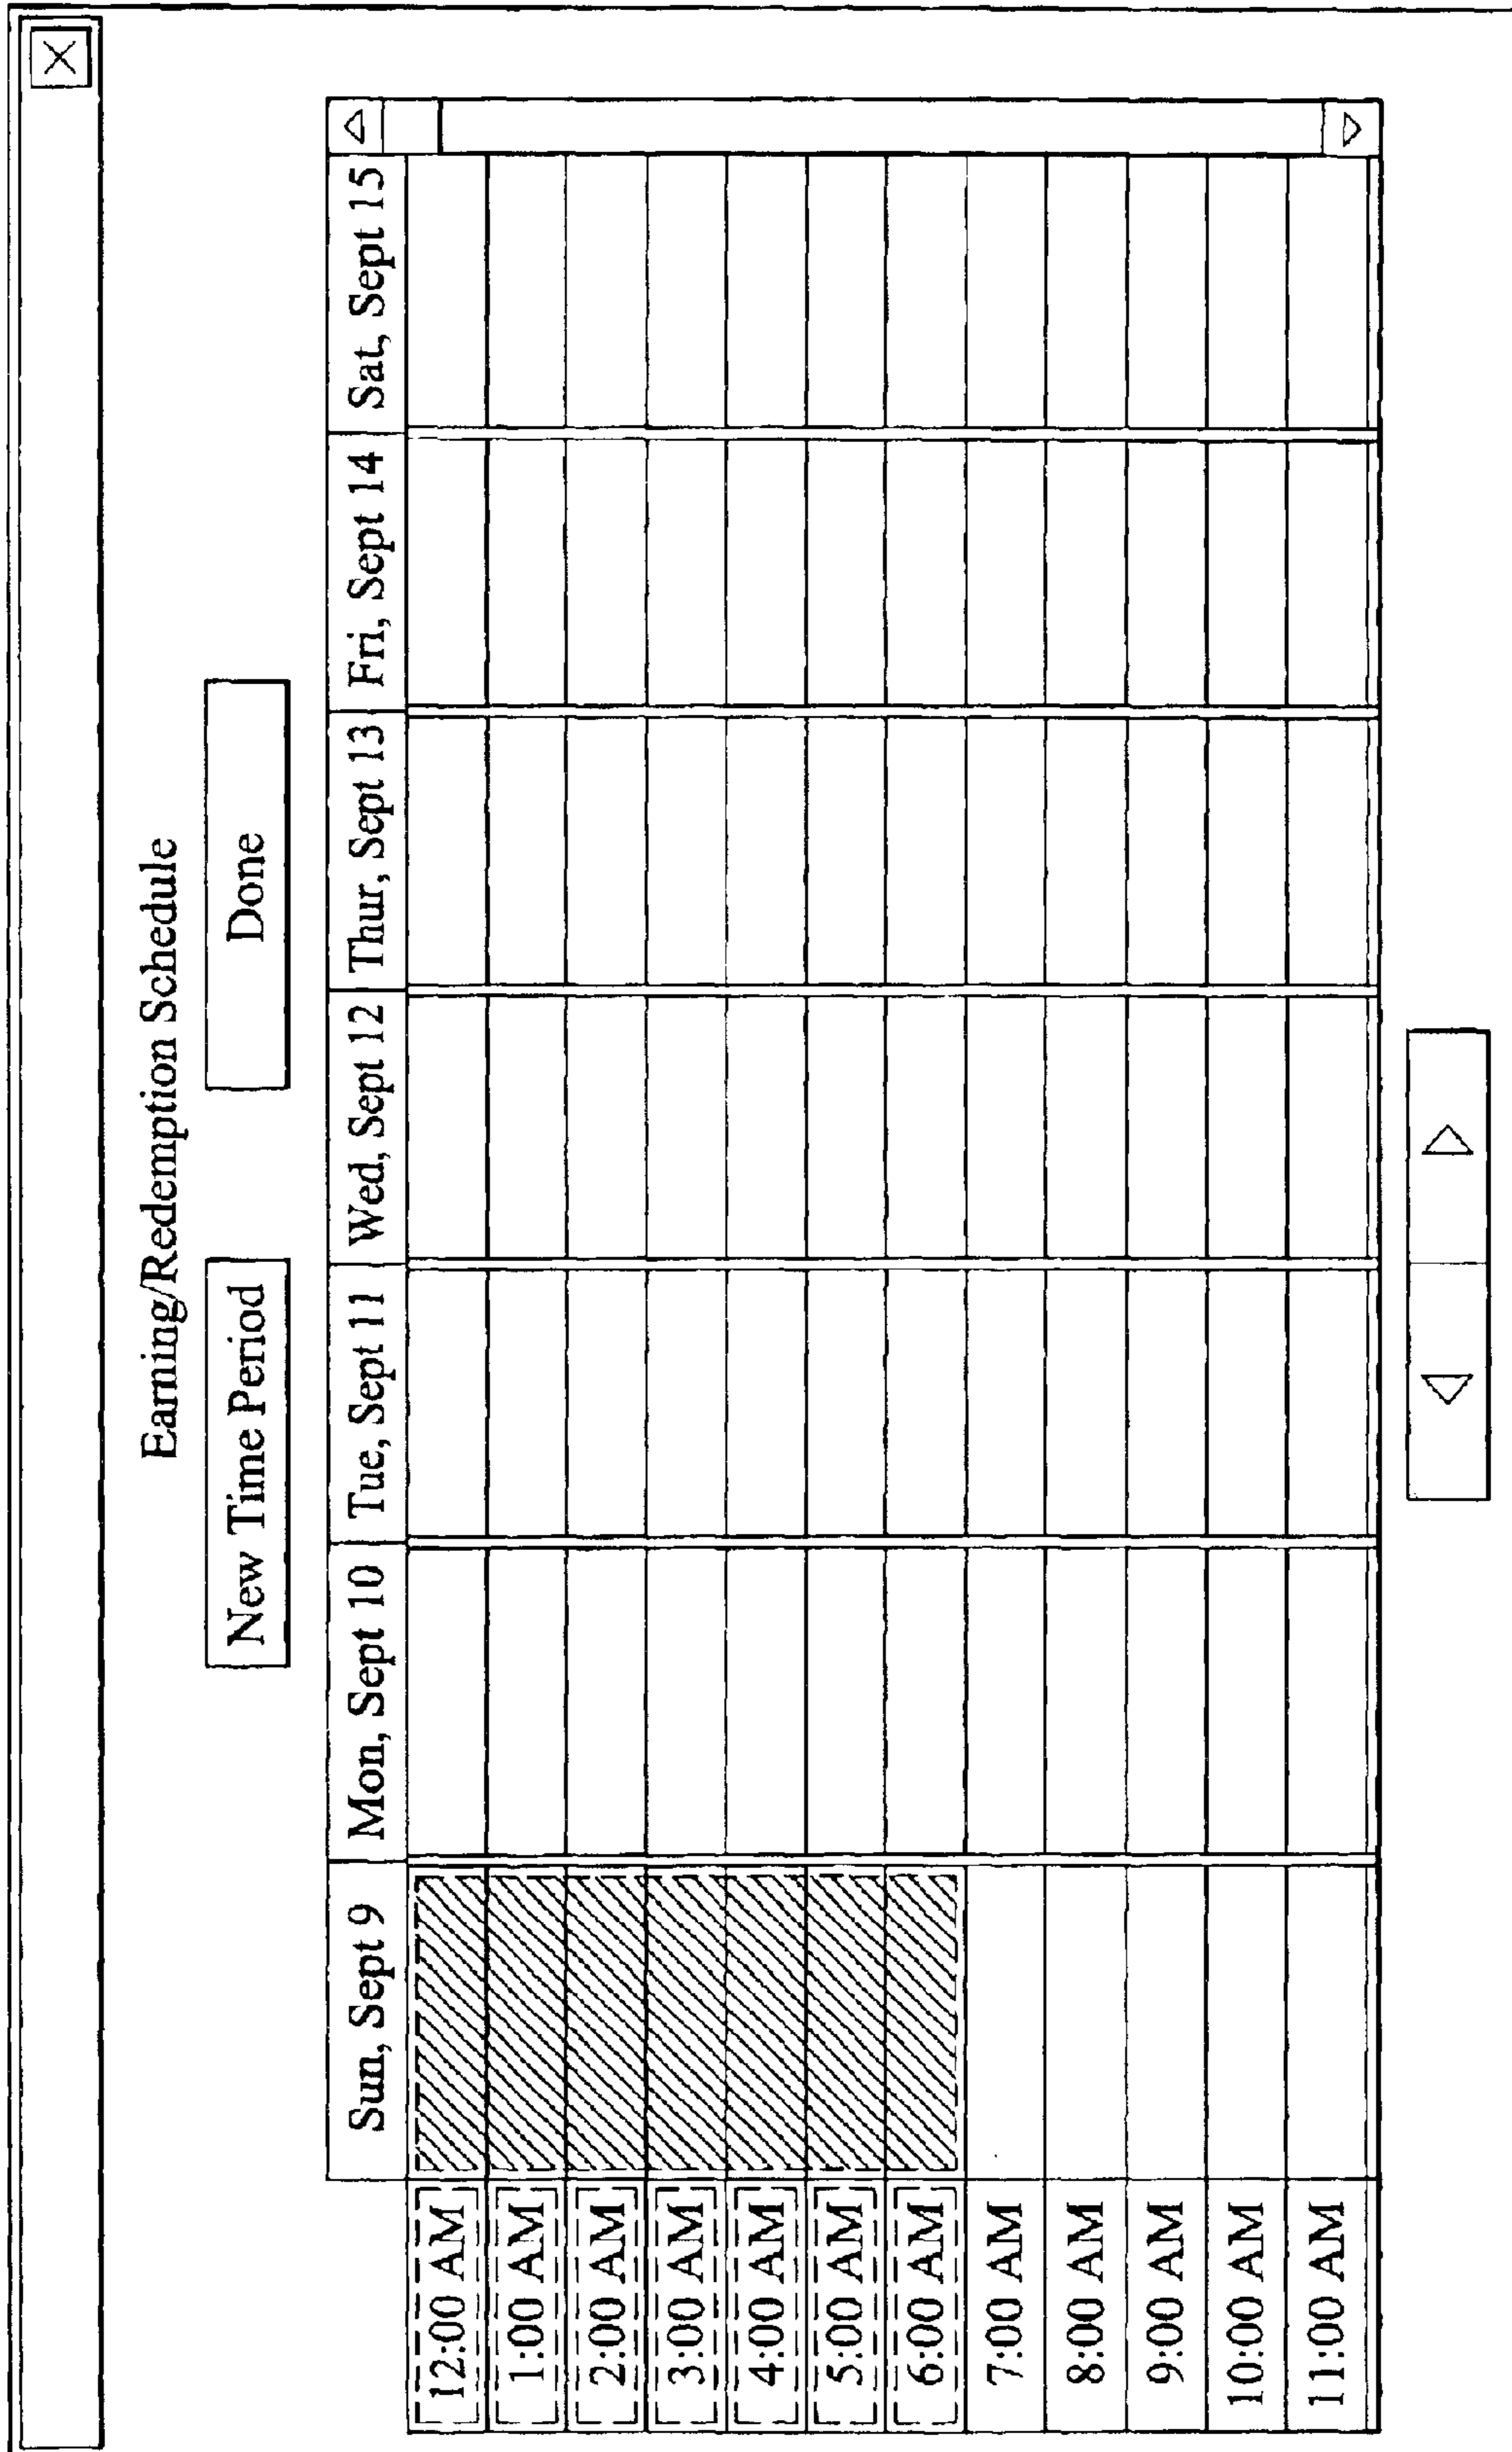 Earning/Redemption Schedule
New Time Period Done
Sun, Sept 9 Mon, Sept 10 Tue, Sept 11 Wed, Sept 12 Thur, Sept 13 Fri, Sept 14 Sat, Sept 15
12:00 AM
1:00 AM
2:00 AM
3:00 AM
4:00 AM
5:00 AM
6:00 AM
7:00 AM
8:00 AM
9:00 AM
10:00 AM
11:00 AM